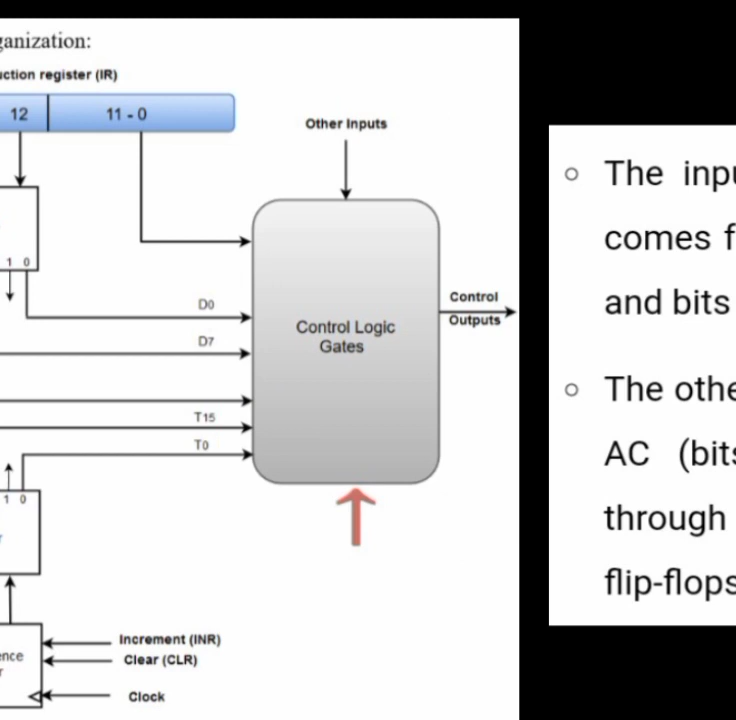 ganization:
uction register (IR)
12
11 - 0
Other Inputs
1 0
D0
Control
Outputs
Control Logic
Gates
D7
T15
T0
1 0
Increment (INR)
Clear (CLR)
Clock
ence
r
The inpu
comes f
and bits
The othe
AC (bits
through
flip-flops